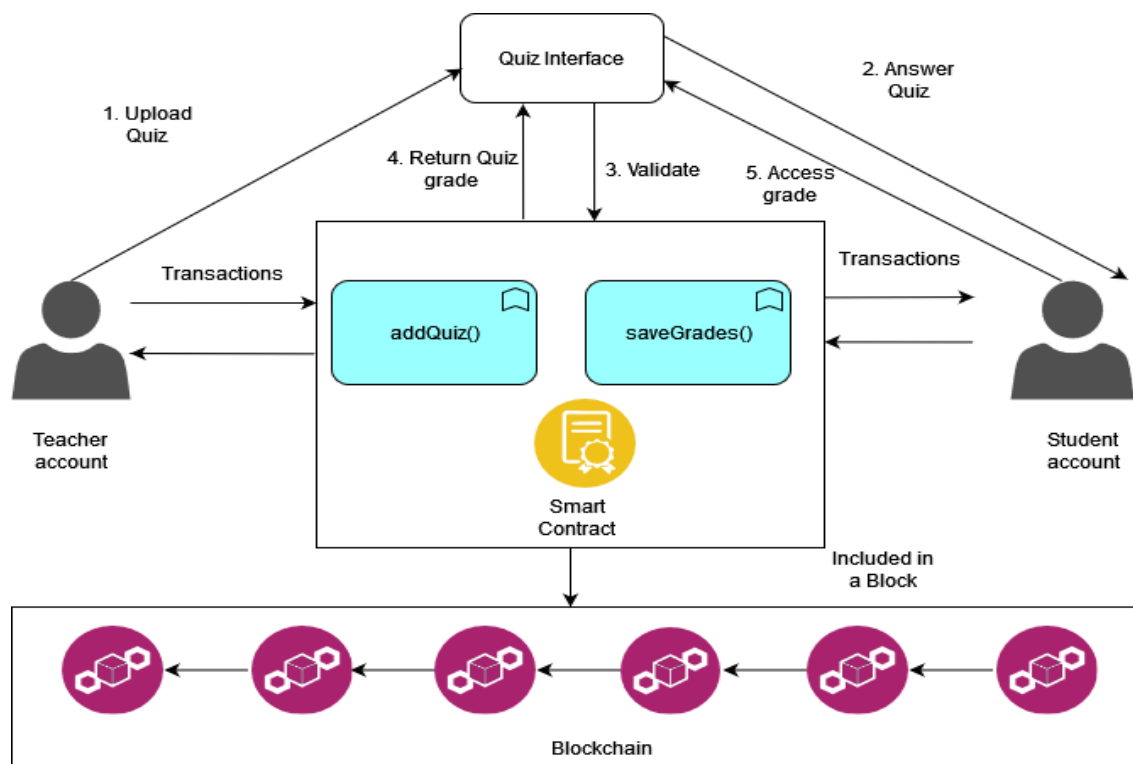 Quiz Interface
1. Upload
Quiz
2. Answer
Quiz
4. Return Quiz
grade
3. Validate
5. Access
grade
Transactions
Transactions
addQuiz()
saveGrades()
Teacher
account
Student
account
Smart
Contract
Included in
a Block
Blockchain